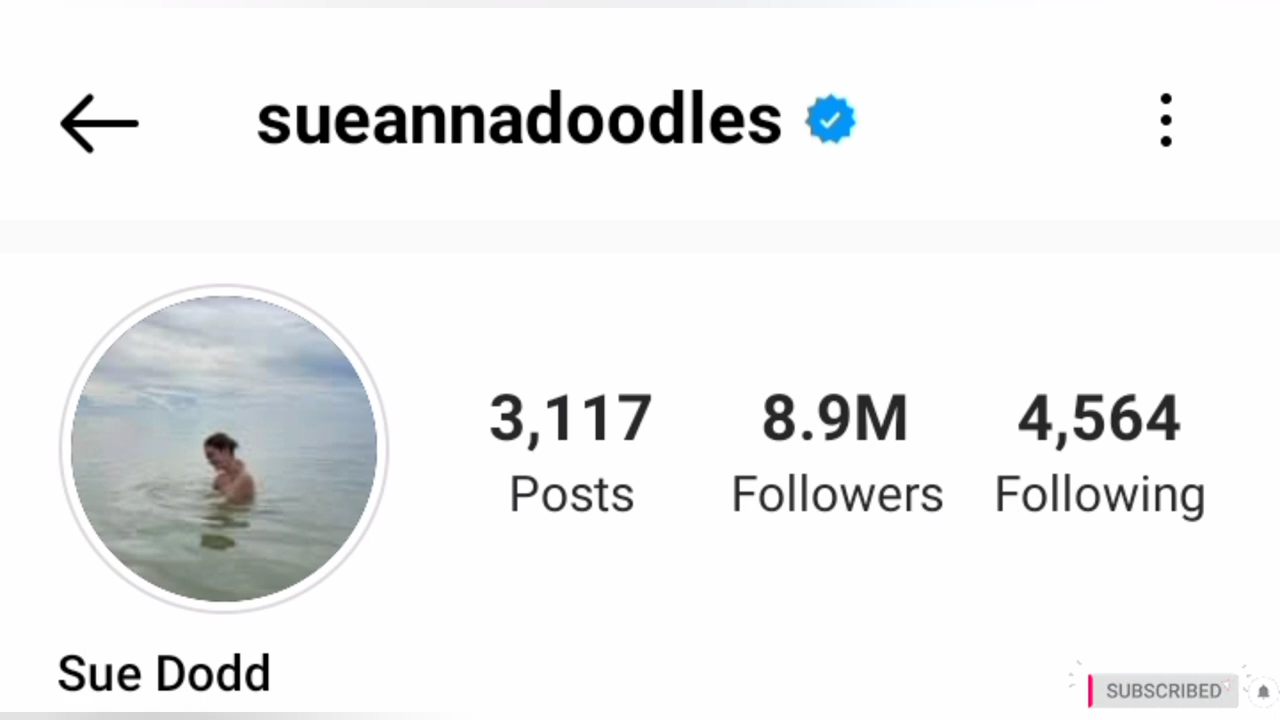 sueannadoodles
3,117 8.9M 4,564
Posts Followers Following
Sue Dodd
SUBSCRIBED